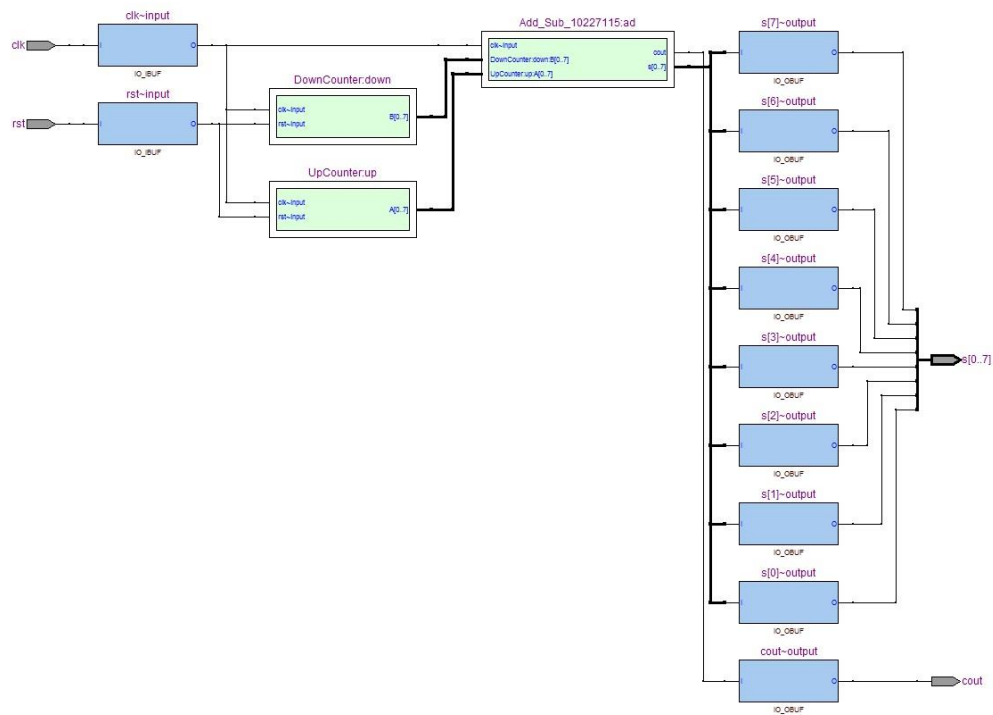 clk~input
clk
I
O
IO_IBUF
rst~input
rst
I
O
IO_IBUF
DownCounter:down
clk~input
rst~input
B[0..7]
UpCounter:up
clk~input
rst~input
A[0..7]
Add_Sub_10227115:ad
clk~input
DownCounter:down:B[0..7]
UpCounter:up:A[0..7]
cout
s[0..7]
s[7]~output
I
O
IO_OBUF
s[6]~output
I
O
IO_OBUF
s[5]~output
I
O
IO_OBUF
s[4]~output
I
O
IO_OBUF
s[3]~output
I
O
IO_OBUF
s[2]~output
I
O
IO_OBUF
s[1]~output
I
O
IO_OBUF
s[0]~output
I
O
IO_OBUF
s[0..7]
cout~output
I
O
IO_OBUF
cout